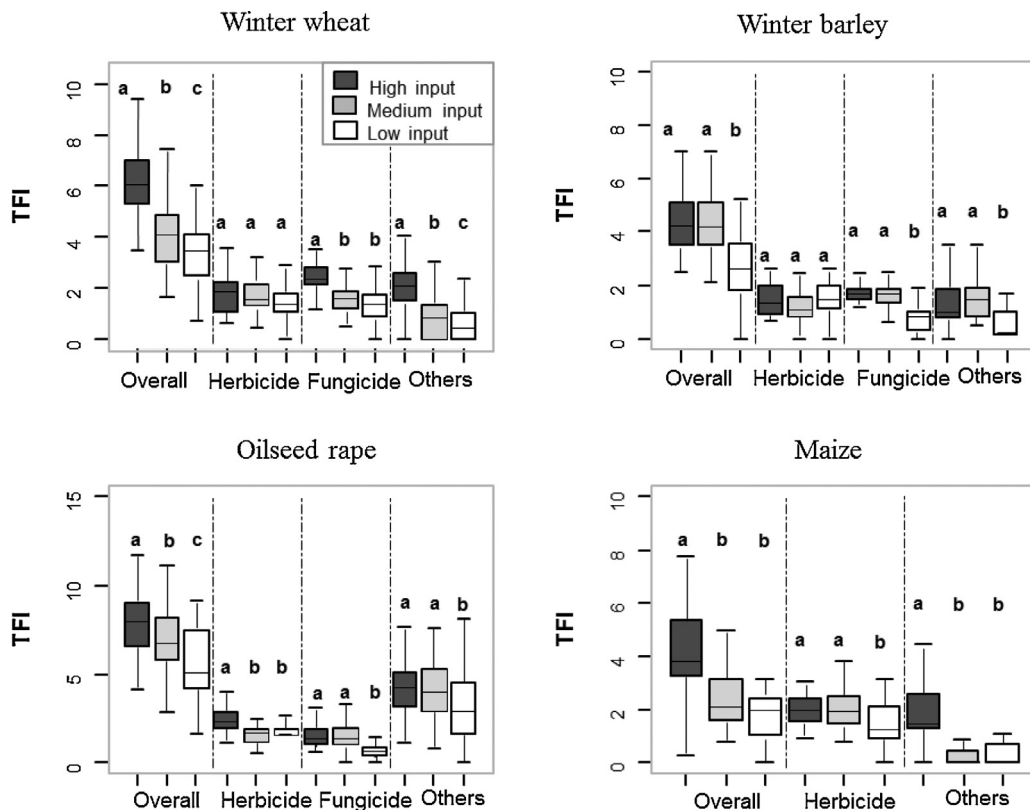 Winter wheat
TFI
10
8
6
4
2
0
a b c
a a a
a b b
a b c
High input
Medium input
Low input
Overall Herbicide Fungicide Others
Winter barley
TFI
10
8
6
4
2
0
a a b
a a a
a a b
a a b
Overall Herbicide Fungicide Others
Oilseed rape
TFI
15
10
5
0
a b c
a b b
a a b
a a b
Overall Herbicide Fungicide Others
Maize
TFI
10
8
6
4
2
0
a b b
a a b
a b b
Overall Herbicide Others